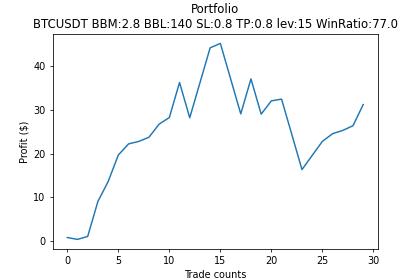 Portfolio
BTCUSDT BBM:2.8 BBL:140 SL:0.8 TP:0.8 lev:15 WinRatio:77.0
Profit ($)
40
30
20
10
0
0 5 10 15 20 25 30
Trade counts